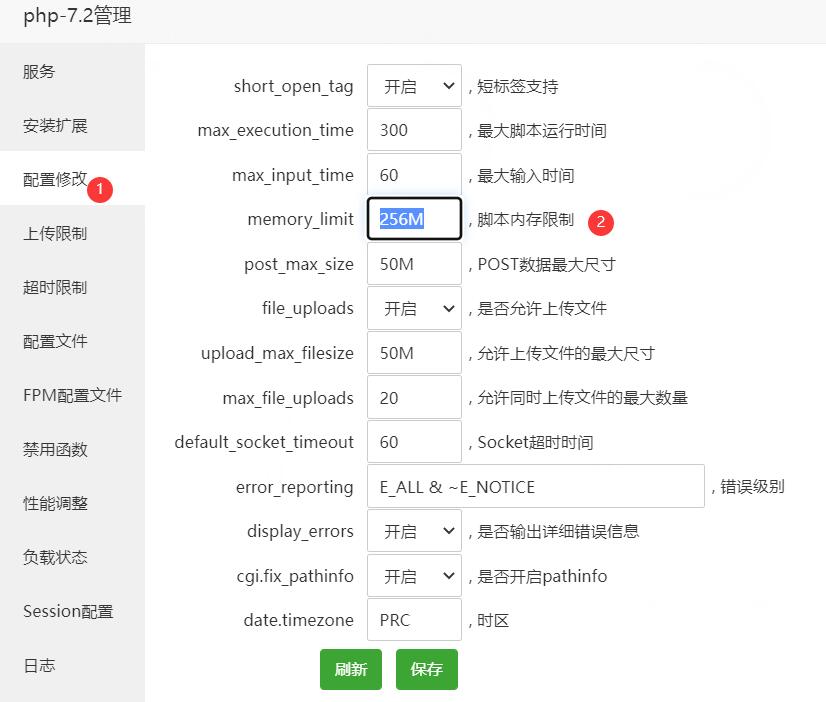 php-7.2管理
服务
安装扩展
配置修改 1
上传限制
超时限制
配置文件
FPM配置文件
禁用函数
性能调整
负载状态
Session配置
日志
short_open_tag 开启 , 短标签支持
max_execution_time 300 , 最大脚本运行时间
max_input_time 60 , 最大输入时间
memory_limit 256M , 脚本内存限制 2
post_max_size 50M , POST数据最大尺寸
file_uploads 开启 , 是否允许上传文件
upload_max_filesize 50M , 允许上传文件的最大尺寸
max_file_uploads 20 , 允许同时上传文件的最大数量
default_socket_timeout 60 , Socket超时时间
error_reporting E_ALL & ~E_NOTICE , 错误级别
display_errors 开启 , 是否输出详细错误信息
cgi.fix_pathinfo 开启 , 是否开启pathinfo
date.timezone PRC , 时区
刷新 保存